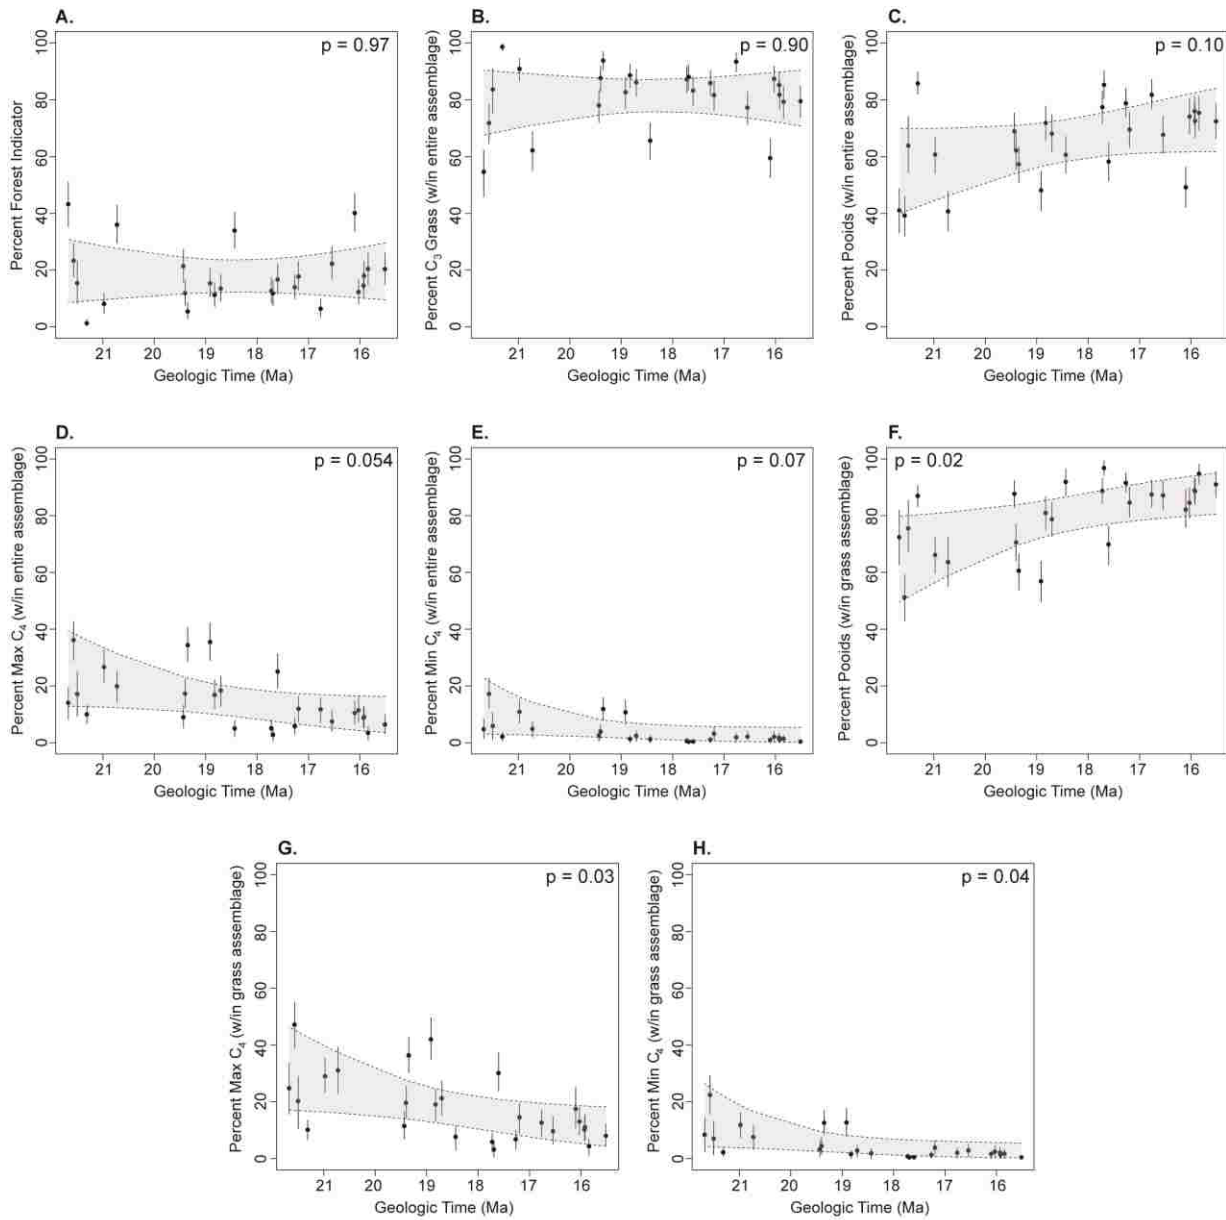 A.
p = 0.97
Percent Forest Indicator
100
80
60
40
20
0
21 20 19 18 17 16
Geologic Time (Ma)
B.
p = 0.90
Percent C₃ Grass (w/in entire assemblage)
100
80
60
40
20
0
21 20 19 18 17 16
Geologic Time (Ma)
C.
p = 0.10
Percent Pooids (w/in entire assemblage)
100
80
60
40
20
0
21 20 19 18 17 16
Geologic Time (Ma)
D.
p = 0.054
Percent Max C₄ (w/in entire assemblage)
100
80
60
40
20
0
21 20 19 18 17 16
Geologic Time (Ma)
E.
p = 0.07
Percent Min C₄ (w/in entire assemblage)
100
80
60
40
20
0
21 20 19 18 17 16
Geologic Time (Ma)
F.
p = 0.02
Percent Pooids (w/in grass assemblage)
100
80
60
40
20
0
21 20 19 18 17 16
Geologic Time (Ma)
G.
p = 0.03
Percent Max C₄ (w/in grass assemblage)
100
80
60
40
20
0
21 20 19 18 17 16
Geologic Time (Ma)
H.
p = 0.04
Percent Min C₄ (w/in grass assemblage)
100
80
60
40
20
0
21 20 19 18 17 16
Geologic Time (Ma)